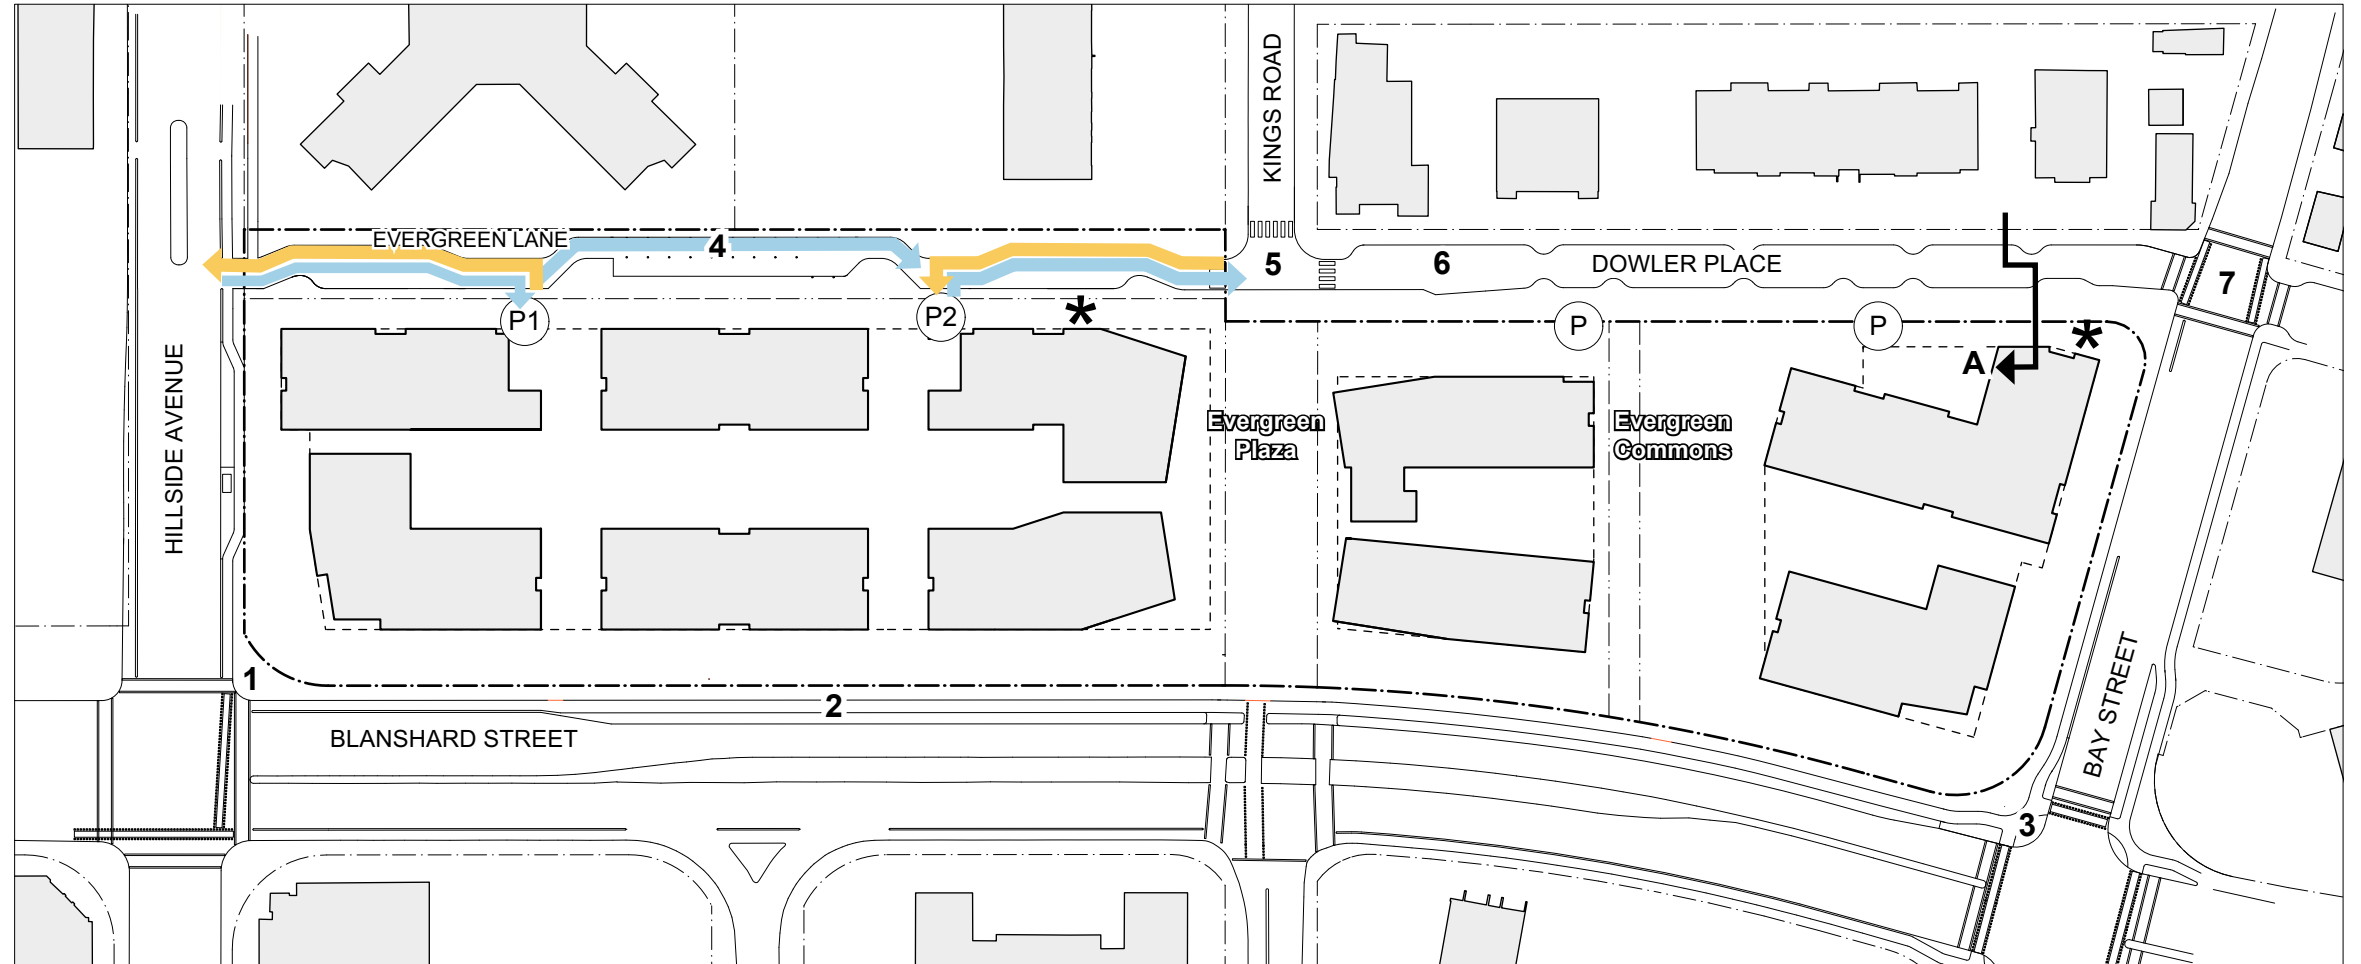 KINGS ROAD
EVERGREEN LANE
4
5
6
DOWLER PLACE
7
P1
P2
*
P
P
*
A
HILLSIDE AVENUE
Evergreen
Plaza
Evergreen
Commons
1
2
BLANSHARD STREET
BAY STREET
3